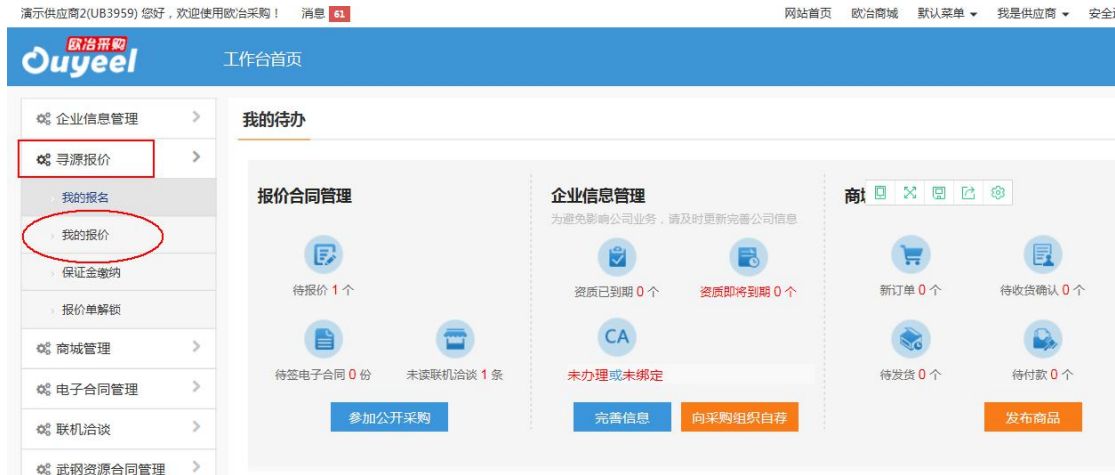 演示供应商2(UB3959) 您好，欢迎使用欧冶采购！ 消息 61
网站首页 欧冶商城 默认菜单 我是供应商 安全
欧冶采购
Ouyeel
工作台首页
企业信息管理
寻源报价
我的报名
我的报价
保证金缴纳
报价单解锁
商城管理
电子合同管理
联机洽谈
武钢资源合同管理
我的待办
报价合同管理
待报价 1 个
待签电子合同 0 份
未读联机洽谈 1 条
参加公开采购
企业信息管理
为避免影响公司业务，请及时更新完善公司信息
资质已到期 0 个
资质即将到期 0 个
CA
未办理或未绑定
完善信息
向采购组织自荐
商
新订单 0 个
待收货确认 0 个
待发货 0 个
待付款 0 个
发布商品